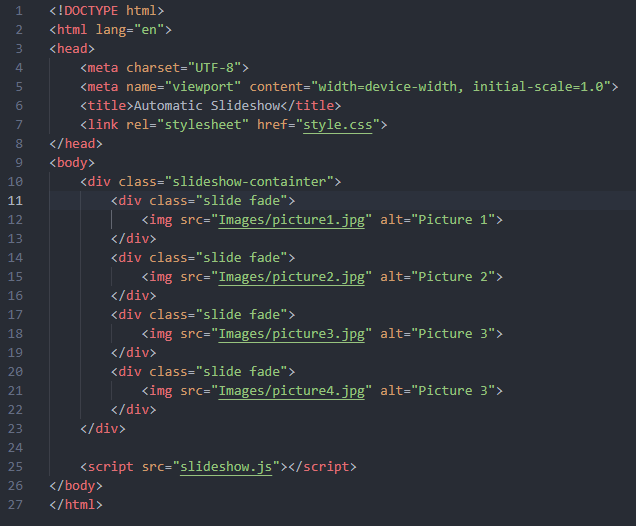 1 <!DOCTYPE html>
2 <html lang="en">
3 <head>
4     <meta charset="UTF-8">
5     <meta name="viewport" content="width=device-width, initial-scale=1.0">
6     <title>Automatic Slideshow</title>
7     <link rel="stylesheet" href="style.css">
8 </head>
9 <body>
10     <div class="slideshow-containter">
11         <div class="slide fade">
12             <img src="Images/picture1.jpg" alt="Picture 1">
13         </div>
14         <div class="slide fade">
15             <img src="Images/picture2.jpg" alt="Picture 2">
16         </div>
17         <div class="slide fade">
18             <img src="Images/picture3.jpg" alt="Picture 3">
19         </div>
20         <div class="slide fade">
21             <img src="Images/picture4.jpg" alt="Picture 3">
22         </div>
23     </div>
24
25     <script src="slideshow.js"></script>
26 </body>
27 </html>